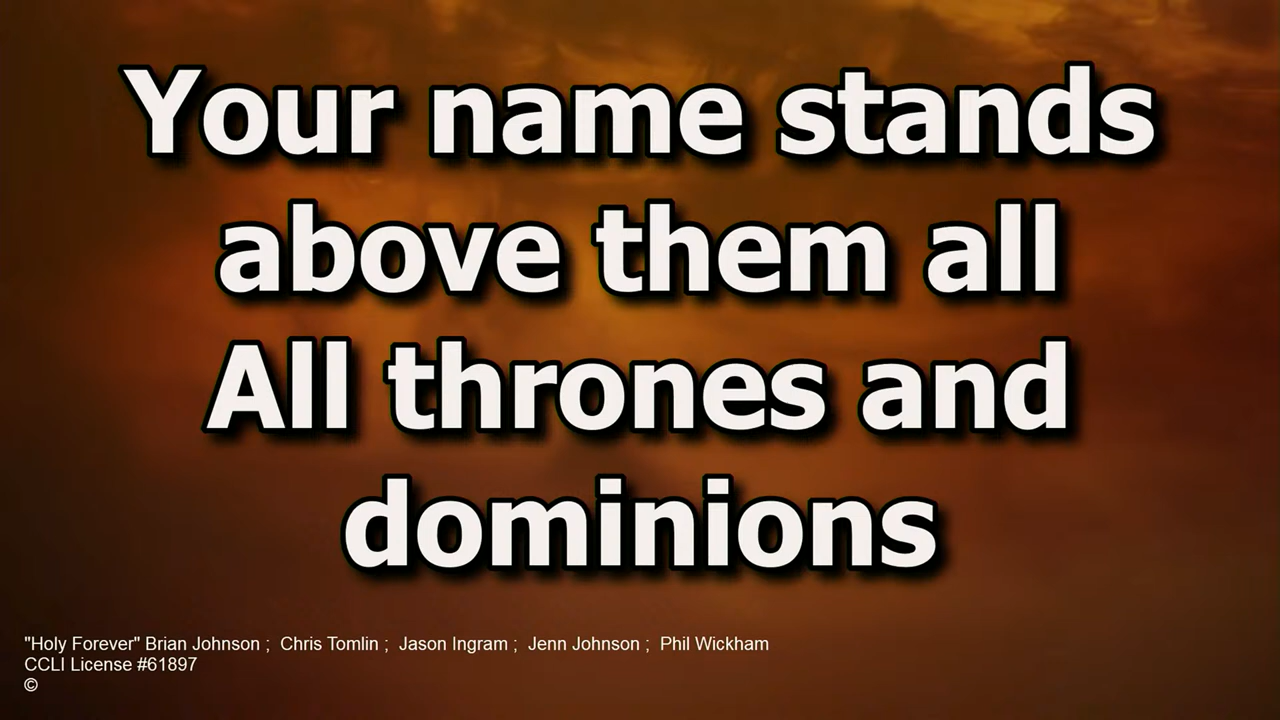 Your name stands
above them all
All thrones and
dominions
"Holy Forever" Brian Johnson ;  Chris Tomlin ;  Jason Ingram ;  Jenn Johnson ;  Phil Wickham
CCLI License #61897
©